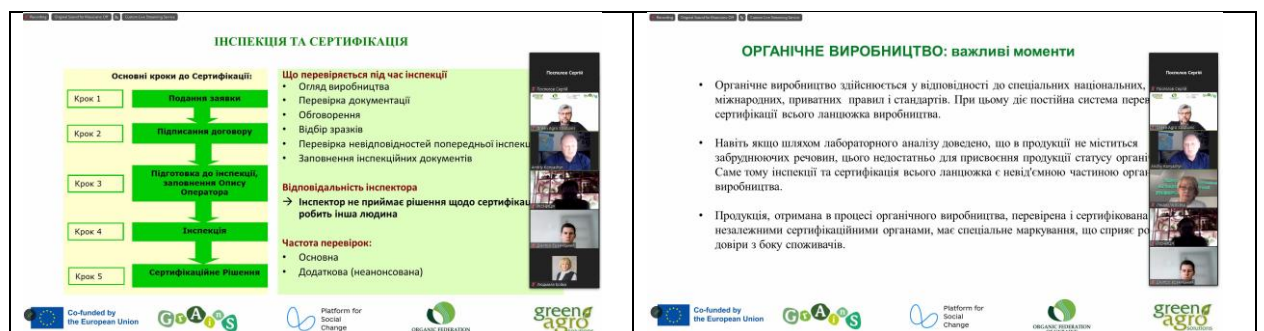 Recording
ІНСПЕКЦІЯ ТА СЕРТИФІКАЦІЯ
Основні кроки до Сертифікації:
Крок 1
Подання заявки
Крок 2
Підписання договору
Крок 3
Підготовка до інспекції,
заповнення Опису
Оператора
Крок 4
Інспекція
Крок 5
Сертифікаційне Рішення
Що перевіряється під час інспекції
• Огляд виробництва
• Перевірка документації
• Обговорення
• Відбір зразків
• Перевірка невідповідностей попередньої інспекц
• Заповнення інспекційних документів
Відповідальність інспектора
→ Інспектор не приймає рішення щодо сертифікац
робить інша людина
Частота перевірок:
• Основна
• Додаткова (неанонсована)
Co-funded by
the European Union
GrAinS
Platform for
Social
Change
ORGANIC FEDERATION
green
agro
solutions
Recording
ОРГАНІЧНЕ ВИРОБНИЦТВО: важливі моменти
• Органічне виробництво здійснюється у відповідності до спеціальних національних,
міжнародних, приватних правил і стандартів. При цьому діє постійна система перев
сертифікації всього ланцюжка виробництва.
• Навіть якщо шляхом лабораторного аналізу доведено, що в продукції не міститься
забруднюючих речовин, цього недостатньо для присвоєння продукції статусу органі
Саме тому інспекції та сертифікація всього ланцюжка є невід'ємною частиною орган
виробництва.
• Продукція, отримана в процесі органічного виробництва, перевірена і сертифікована
незалежними сертифікаційними органами, має спеціальне маркування, що сприяє ро
довіри з боку споживачів.
Co-funded by
the European Union
GrAinS
Platform for
Social
Change
ORGANIC FEDERATION
green
agro
solutions